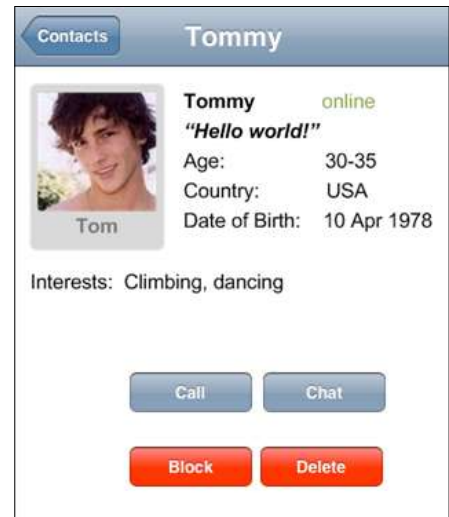 Contacts Tommy
Tommy online
“Hello world!”
Age: 30-35
Country: USA
Date of Birth: 10 Apr 1978
Tom
Interests: Climbing, dancing
Call Chat
Block Delete